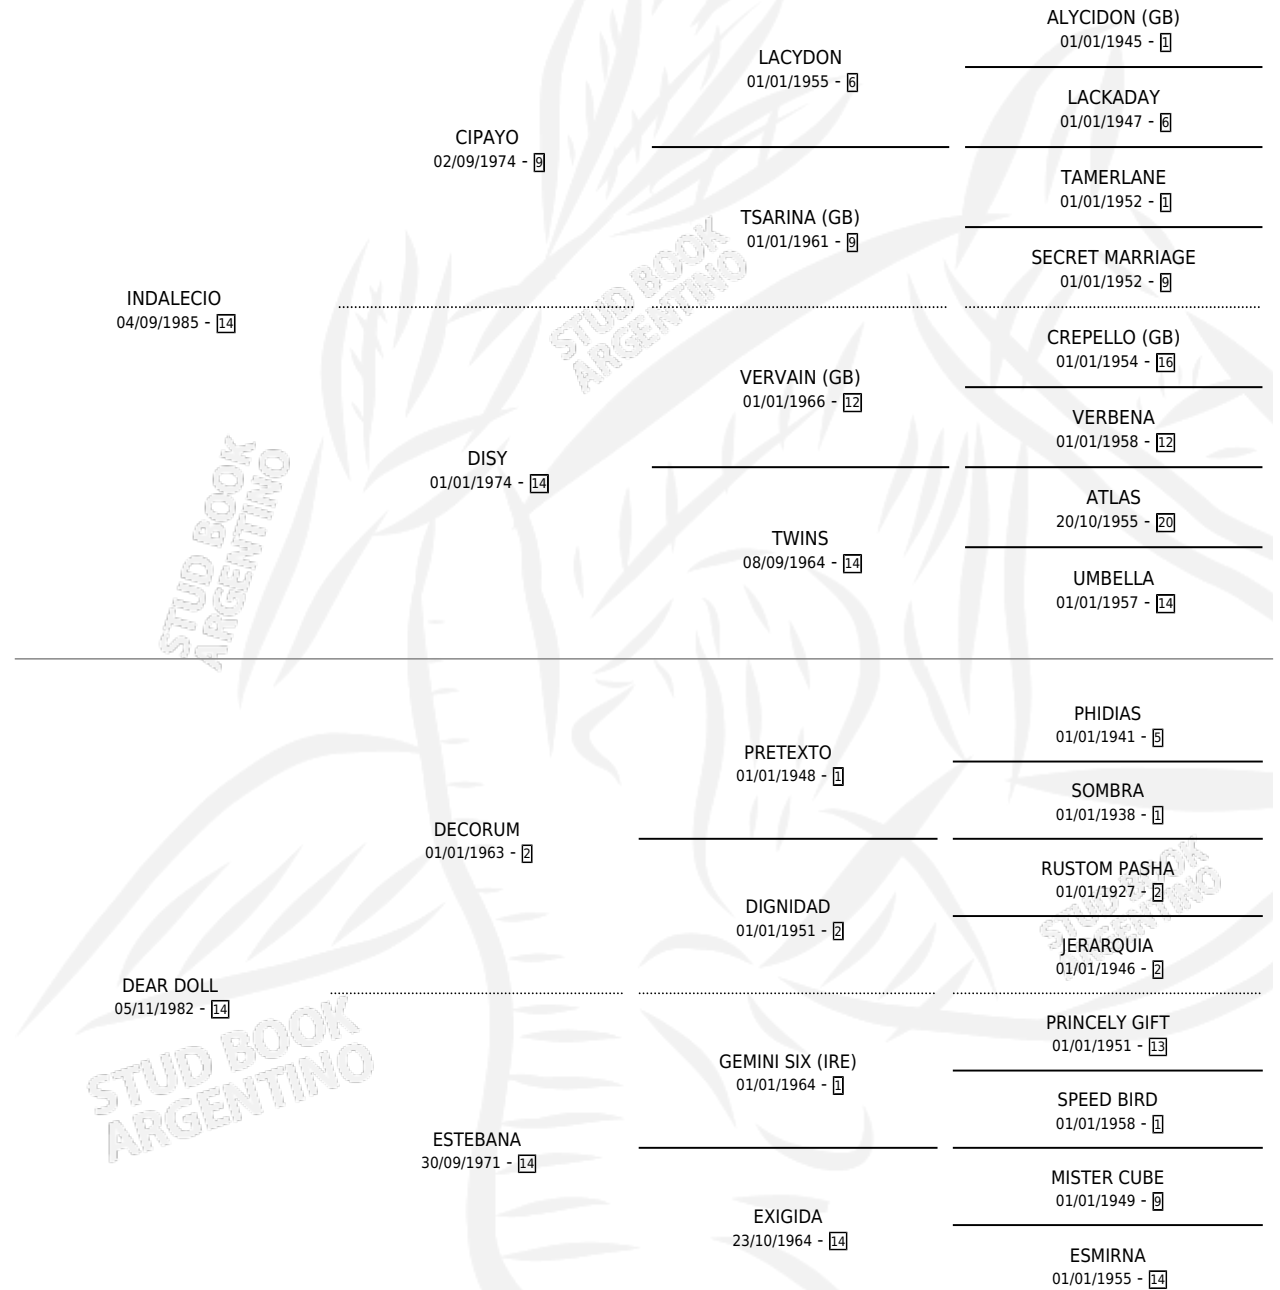 ALYCIDON (GB)
01/01/1945 - 1
LACYDON
01/01/1955 - 6
LACKADAY
01/01/1947 - 6
CIPAYO
02/09/1974 - 9
TAMERLANE
01/01/1952 - 1
TSARINA (GB)
01/01/1961 - 9
SECRET MARRIAGE
01/01/1952 - 9
INDALECIO
04/09/1985 - 14
CREPELLO (GB)
01/01/1954 - 16
VERVAIN (GB)
01/01/1966 - 12
VERBENA
01/01/1958 - 12
DISY
01/01/1974 - 14
ATLAS
20/10/1955 - 20
TWINS
08/09/1964 - 14
UMBELLA
01/01/1957 - 14
PHIDIAS
01/01/1941 - 5
PRETEXTO
01/01/1948 - 1
SOMBRA
01/01/1938 - 1
DECORUM
01/01/1963 - 2
RUSTOM PASHA
01/01/1927 - 2
DIGNIDAD
01/01/1951 - 2
JERARQUIA
01/01/1946 - 2
DEAR DOLL
05/11/1982 - 14
PRINCELY GIFT
01/01/1951 - 13
GEMINI SIX (IRE)
01/01/1964 - 1
SPEED BIRD
01/01/1958 - 1
ESTEBANA
30/09/1971 - 14
MISTER CUBE
01/01/1949 - 9
EXIGIDA
23/10/1964 - 14
ESMIRNA
01/01/1955 - 14
STUD BOOK
ARGENTINO
STUD BOOK
ARGENTINO
STUD BOOK
ARGENTINO
STUD BOOK
ARGENTINO